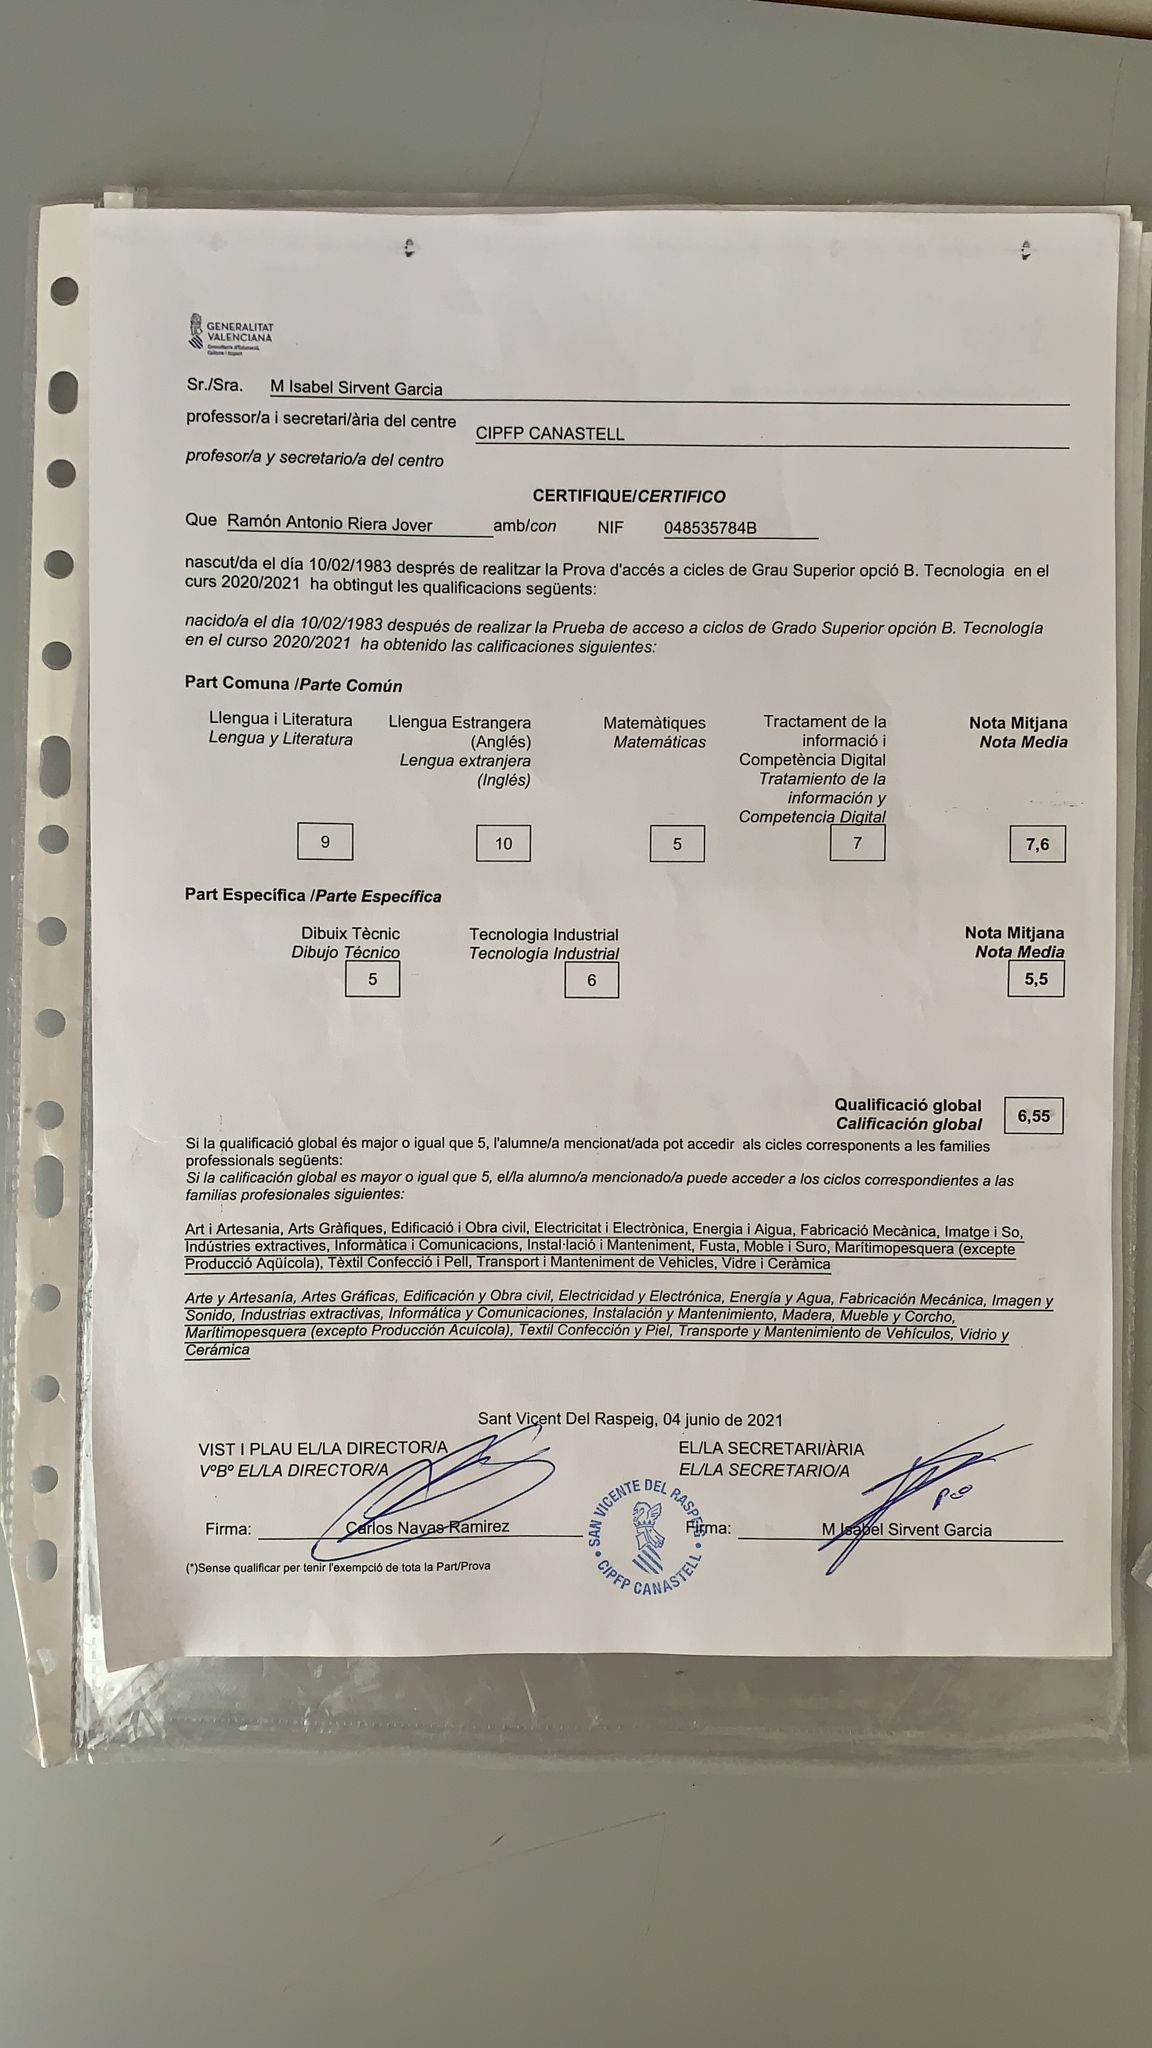 GENERALITAT
VALENCIANA
Conselleria d'Educació,
Cultura i Esport
Sr./Sra. M Isabel Sirvent Garcia
professor/a i secretari/ària del centre
CIPFP CANASTELL
profesor/a y secretario/a del centro
CERTIFIQUE/CERTIFICO
Que Ramón Antonio Riera Jover amb/con NIF 048535784B
nascut/da el día 10/02/1983 després de realitzar la Prova d'accés a cicles de Grau Superior opció B. Tecnologia en el
curs 2020/2021 ha obtingut les qualificacions següents:
nacido/a el día 10/02/1983 después de realizar la Prueba de acceso a ciclos de Grado Superior opción B. Tecnología
en el curso 2020/2021 ha obtenido las calificaciones siguientes:
Part Comuna /Parte Común
Llengua i Literatura
Lengua y Literatura
Llengua Estrangera
(Anglés)
Lengua extranjera
(Inglés)
Matemàtiques
Matemáticas
Tractament de la
informació i
Competència Digital
Tratamiento de la
información y
Competencia Digital
Nota Mitjana
Nota Media
9 10 5 7 7,6
Part Específica /Parte Específica
Dibuix Tècnic
Dibujo Técnico
Tecnologia Industrial
Tecnología Industrial
Nota Mitjana
Nota Media
5 6 5,5
Qualificació global
Calificación global
6,55
Si la qualificació global és major o igual que 5, l'alumne/a mencionat/ada pot accedir als cicles corresponents a les families
professionals següents:
Si la calificación global es mayor o igual que 5, el/la alumno/a mencionado/a puede acceder a los ciclos correspondientes a las
familias profesionales siguientes:
Art i Artesania, Arts Gràfiques, Edificació i Obra civil, Electricitat i Electrònica, Energia i Aigua, Fabricació Mecànica, Imatge i So,
Indústries extractives, Informàtica i Comunicacions, Instal·lació i Manteniment, Fusta, Moble i Suro, Marítimopesquera (excepte
Producció Aqüícola), Tèxtil Confecció i Pell, Transport i Manteniment de Vehicles, Vidre i Ceràmica
Arte y Artesanía, Artes Gráficas, Edificación y Obra civil, Electricidad y Electrónica, Energía y Agua, Fabricación Mecánica, Imagen y
Sonido, Industrias extractivas, Informática y Comunicaciones, Instalación y Mantenimiento, Madera, Mueble y Corcho,
Marítimopesquera (excepto Producción Acuícola), Textil Confección y Piel, Transporte y Mantenimiento de Vehículos, Vidrio y
Cerámica
Sant Vicent Del Raspeig, 04 junio de 2021
VIST I PLAU EL/LA DIRECTOR/A
VºBº EL/LA DIRECTOR/A
EL/LA SECRETARI/ÀRIA
EL/LA SECRETARIO/A
Firma: Carlos Navas Ramirez
SAN VICENTE DEL RASPEIG
CIPFP CANASTELL
Firma: M Isabel Sirvent Garcia
(*)Sense qualificar per tenir l'exempció de tota la Part/Prova